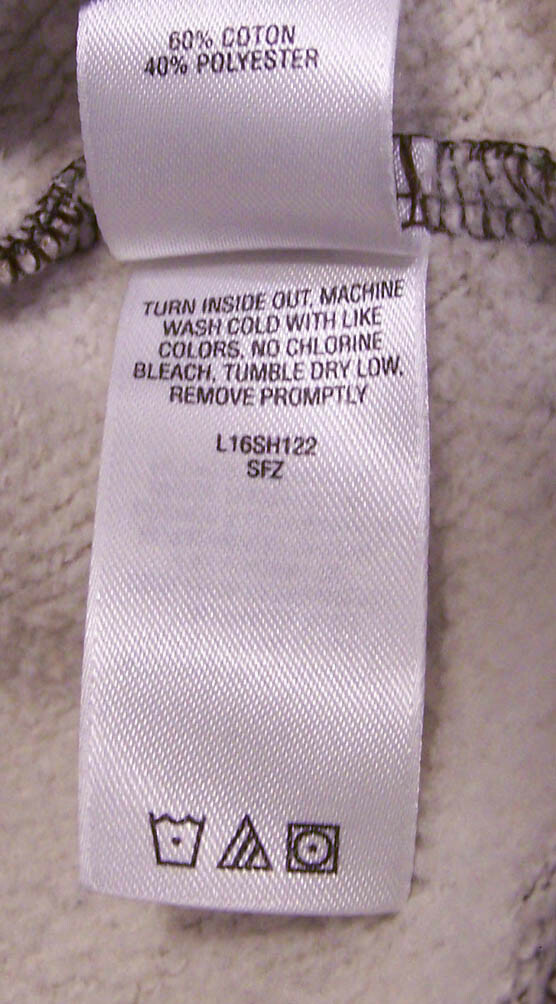 60% COTON
40% POLYESTER
TURN INSIDE OUT, MACHINE
WASH COLD WITH LIKE
COLORS, NO CHLORINE
BLEACH, TUMBLE DRY LOW.
REMOVE PROMPTLY
L16SH122
SFZ